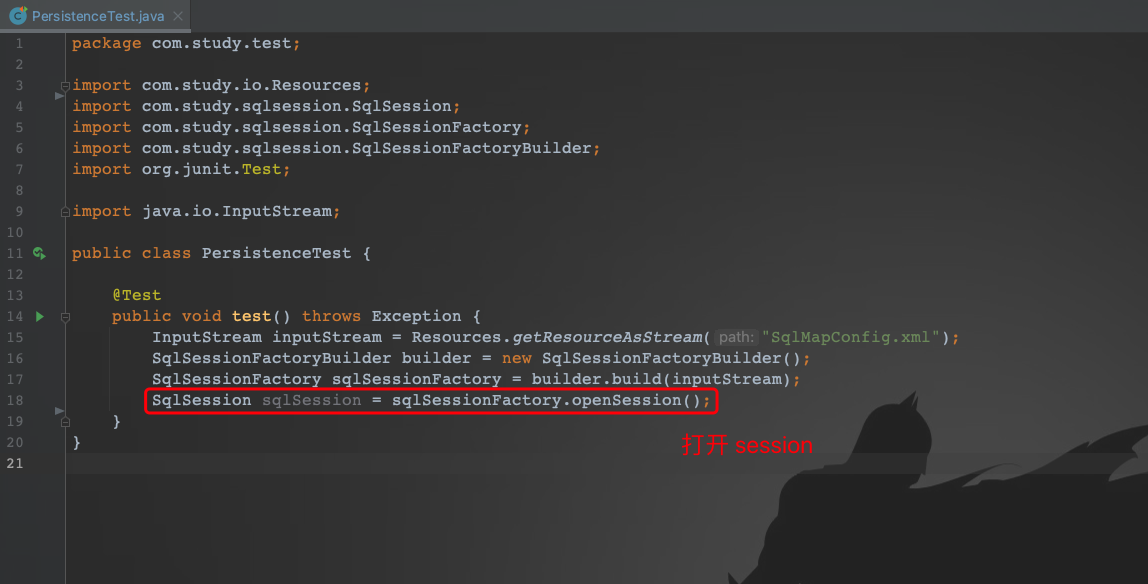 PersistenceTest.java
1 package com.study.test;
2
3 import com.study.io.Resources;
4 import com.study.sqlsession.SqlSession;
5 import com.study.sqlsession.SqlSessionFactory;
6 import com.study.sqlsession.SqlSessionFactoryBuilder;
7 import org.junit.Test;
8
9 import java.io.InputStream;
10
11 public class PersistenceTest {
12
13 @Test
14 public void test() throws Exception {
15 InputStream inputStream = Resources.getResourceAsStream( path: "SqlMapConfig.xml");
16 SqlSessionFactoryBuilder builder = new SqlSessionFactoryBuilder();
17 SqlSessionFactory sqlSessionFactory = builder.build(inputStream);
18 SqlSession sqlSession = sqlSessionFactory.openSession();
19 }
打开 session
20 }
21